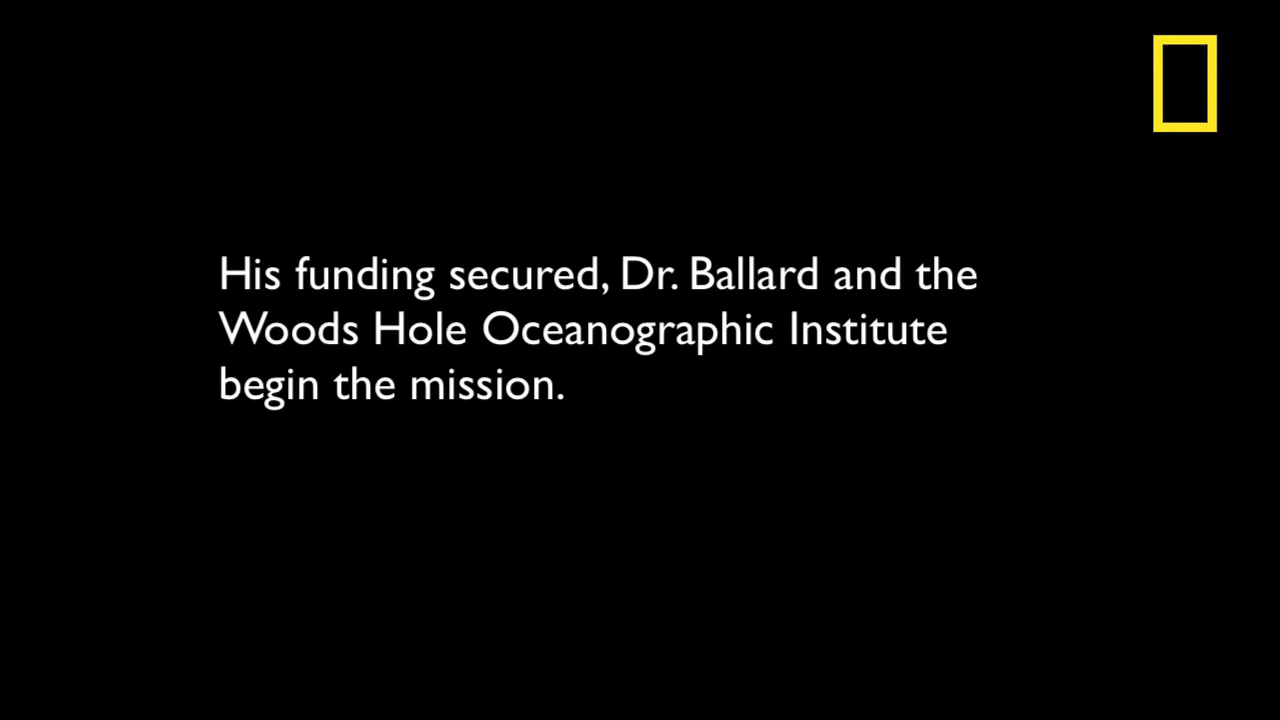 His funding secured, Dr. Ballard and the
Woods Hole Oceanographic Institute
begin the mission.